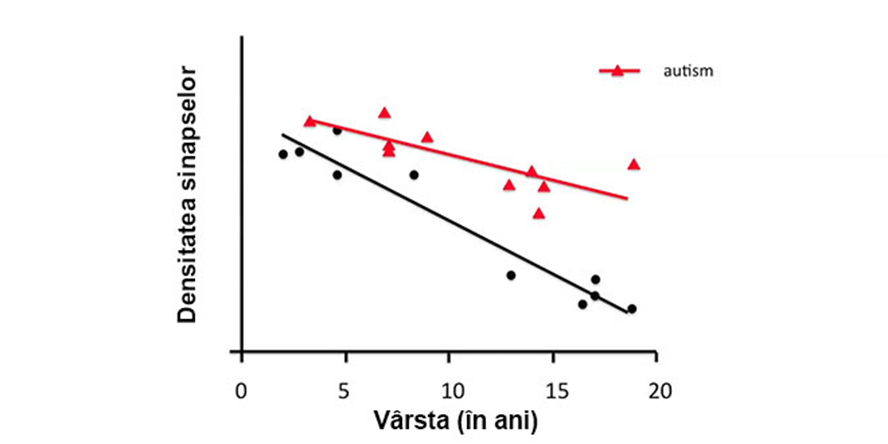 Densitatea sinapselor
autism
0 5 10 15 20
Vârsta (în ani)